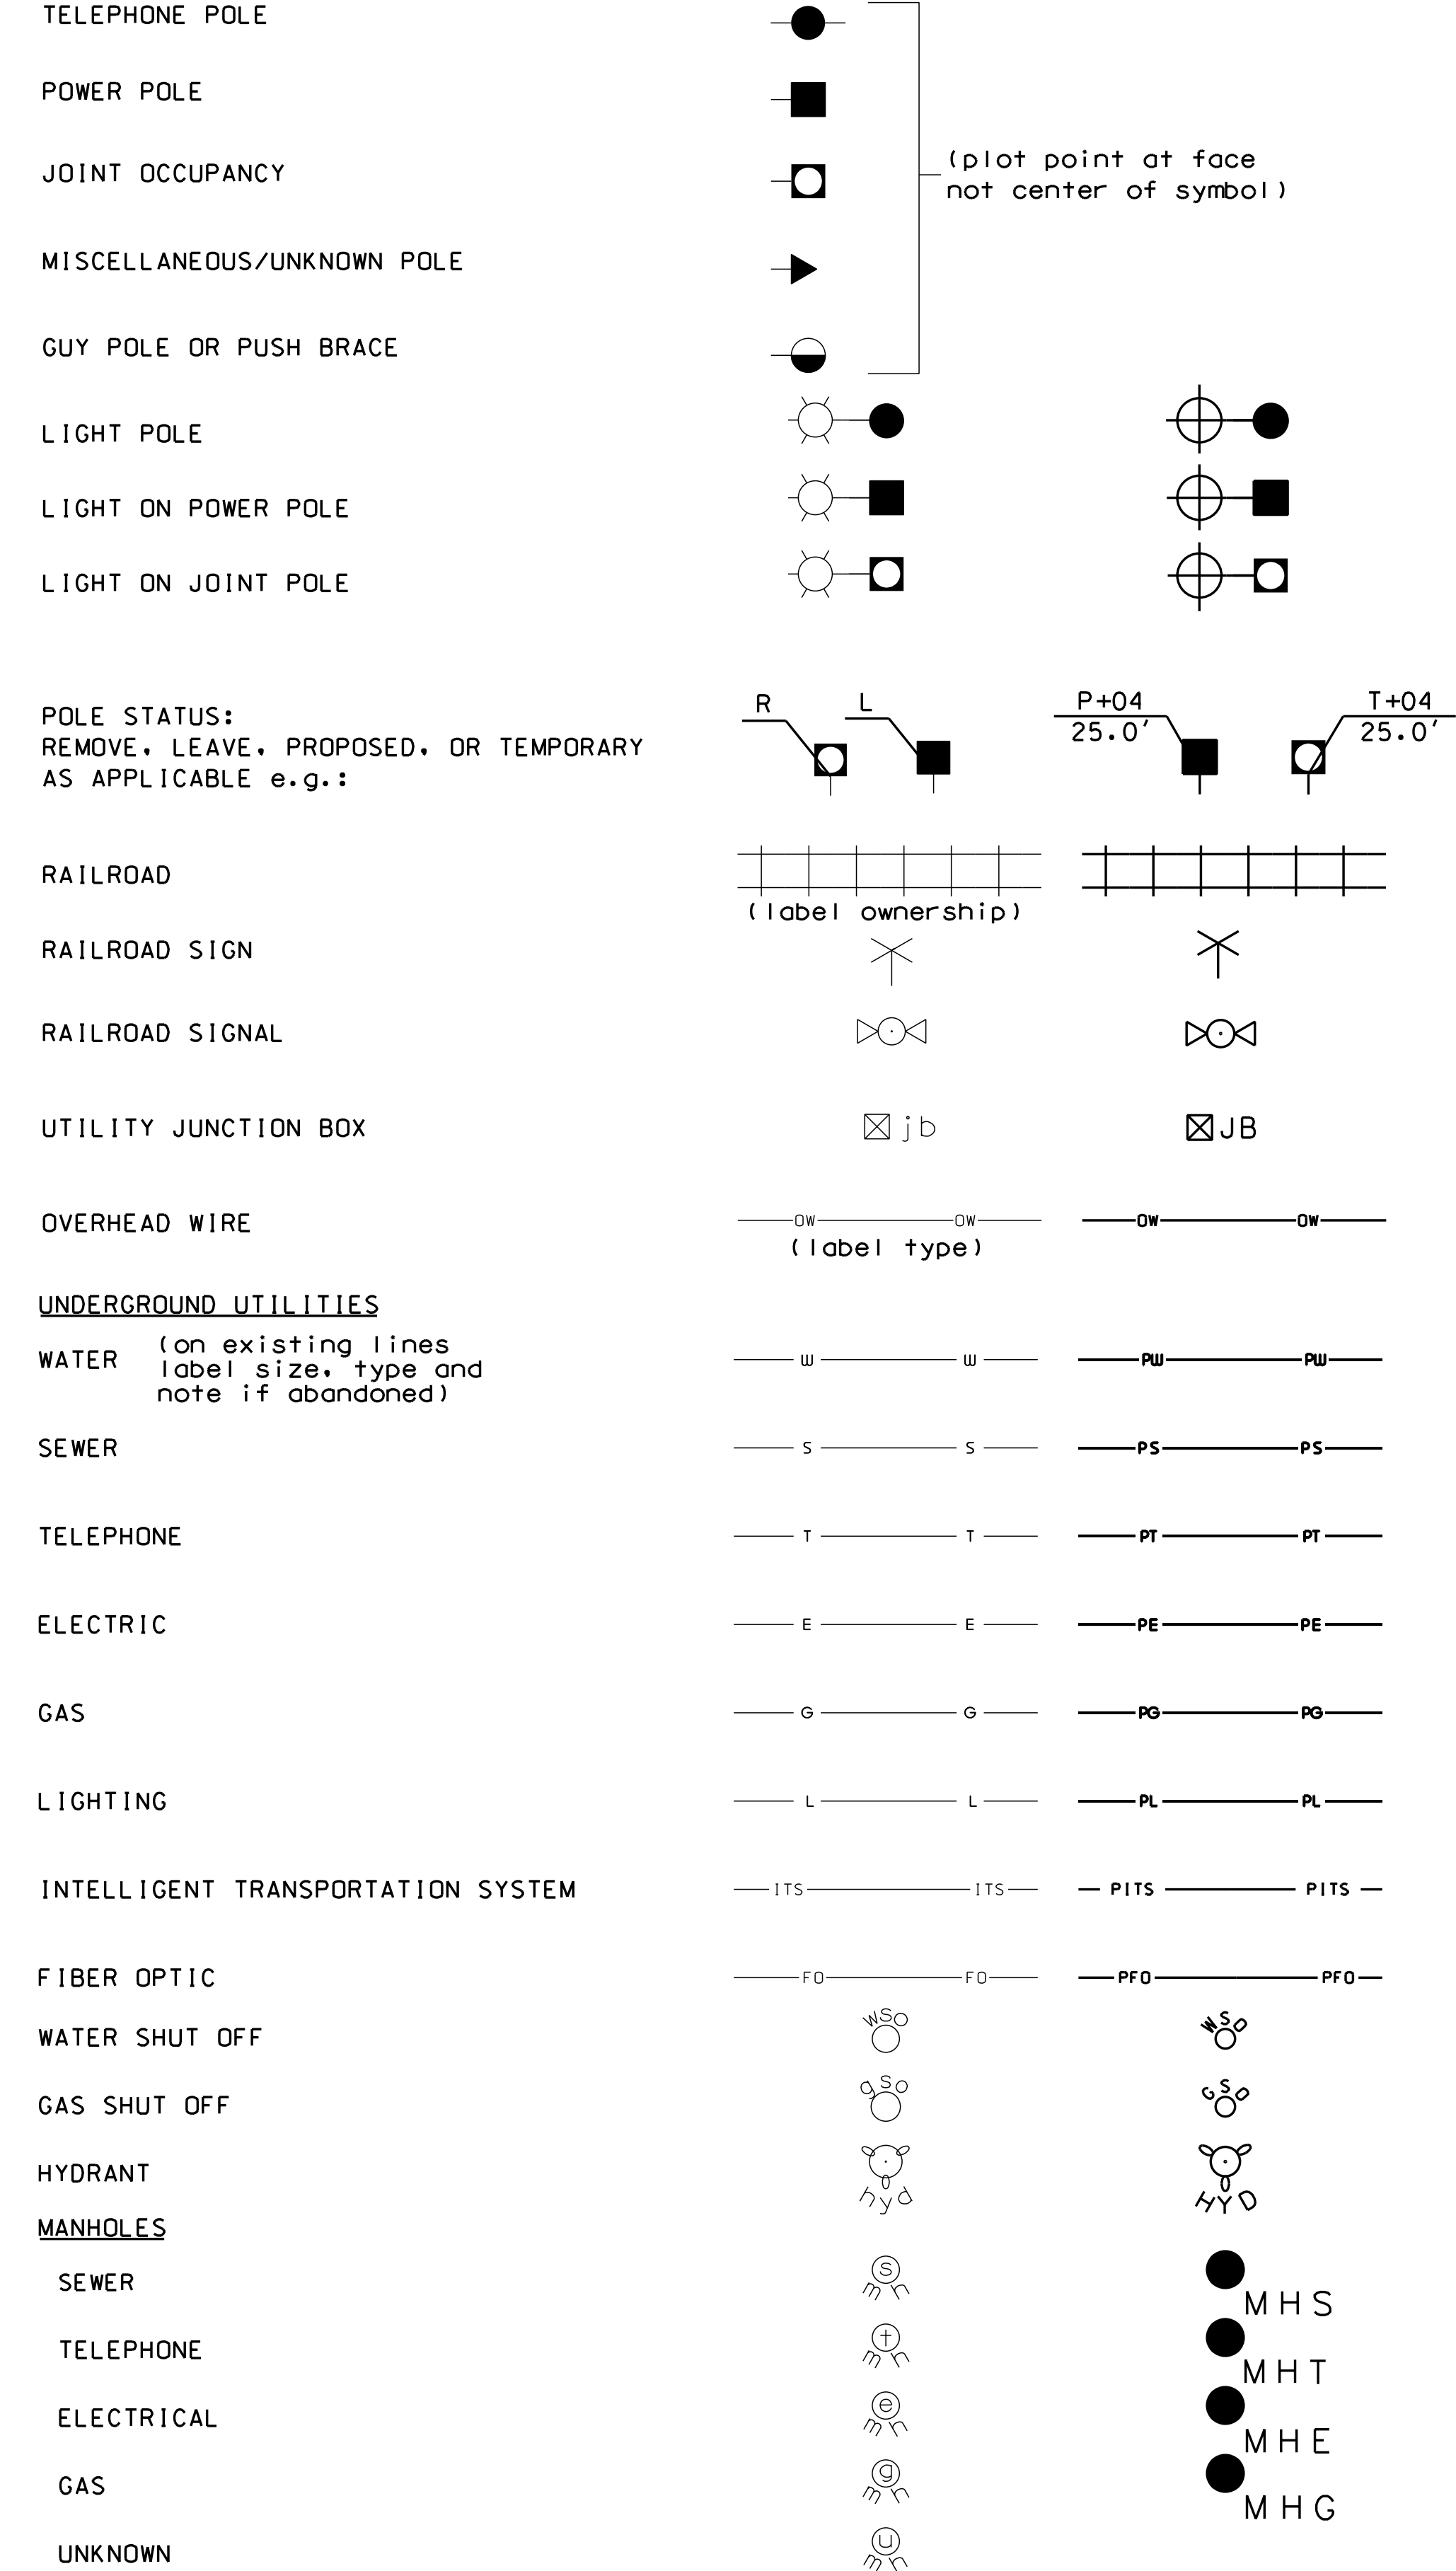 TELEPHONE POLE
POWER POLE
JOINT OCCUPANCY
(plot point at face
not center of symbol)
MISCELLANEOUS/UNKNOWN POLE
GUY POLE OR PUSH BRACE
LIGHT POLE
LIGHT ON POWER POLE
LIGHT ON JOINT POLE
POLE STATUS:
REMOVE, LEAVE, PROPOSED, OR TEMPORARY
AS APPLICABLE e.g.:
R L P+04 T+04
25.0' 25.0'
RAILROAD
(label ownership)
RAILROAD SIGN
RAILROAD SIGNAL
UTILITY JUNCTION BOX jb JB
OVERHEAD WIRE OW OW OW OW
(label type)
UNDERGROUND UTILITIES
WATER (on existing lines
label size, type and
note if abandoned)
W W PW PW
SEWER S S PS PS
TELEPHONE T T PT PT
ELECTRIC E E PE PE
GAS G G PG PG
LIGHTING L L PL PL
INTELLIGENT TRANSPORTATION SYSTEM ITS ITS PITS PITS
FIBER OPTIC FO FO PFO PFO
WATER SHUT OFF wso WSO
GAS SHUT OFF gso GSO
HYDRANT hyd HYD
MANHOLES
SEWER s mh MHS
TELEPHONE t mh MHT
ELECTRICAL e mh MHE
GAS g mh MHG
UNKNOWN u mh